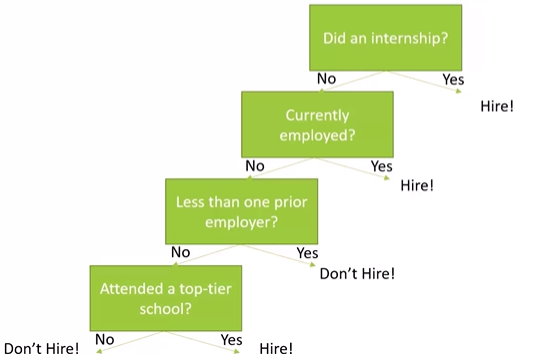 Did an internship?
No
Yes
Hire!
Currently
employed?
No
Yes
Hire!
Less than one prior
employer?
No
Yes
Don’t Hire!
Attended a top-tier
school?
No
Yes
Don’t Hire!
Hire!